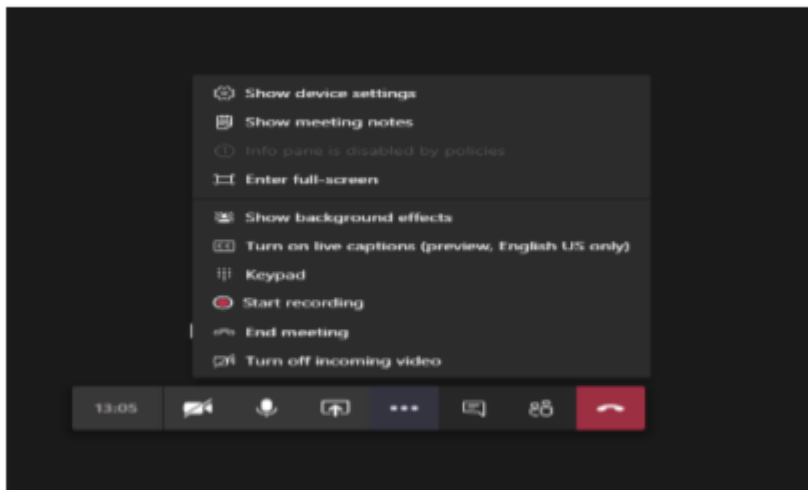 Show device settings
Show meeting notes
Info pane is disabled by policies
Enter full-screen
Show background effects
Turn on live captions (preview, English US only)
Keypad
Start recording
End meeting
Turn off incoming video
13:05